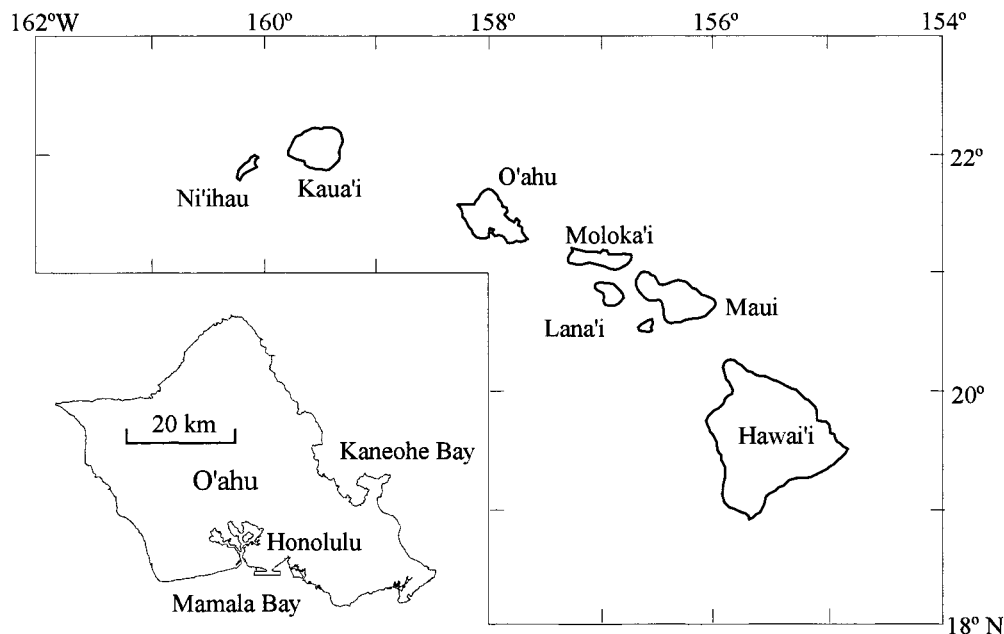 162°W 160° 158° 156° 154°
22°
O'ahu
Ni'ihau
Kaua'i
Moloka'i
Maui
Lana'i
20°
20 km
Hawai'i
Kaneohe Bay
O'ahu
Honolulu
Mamala Bay
18° N